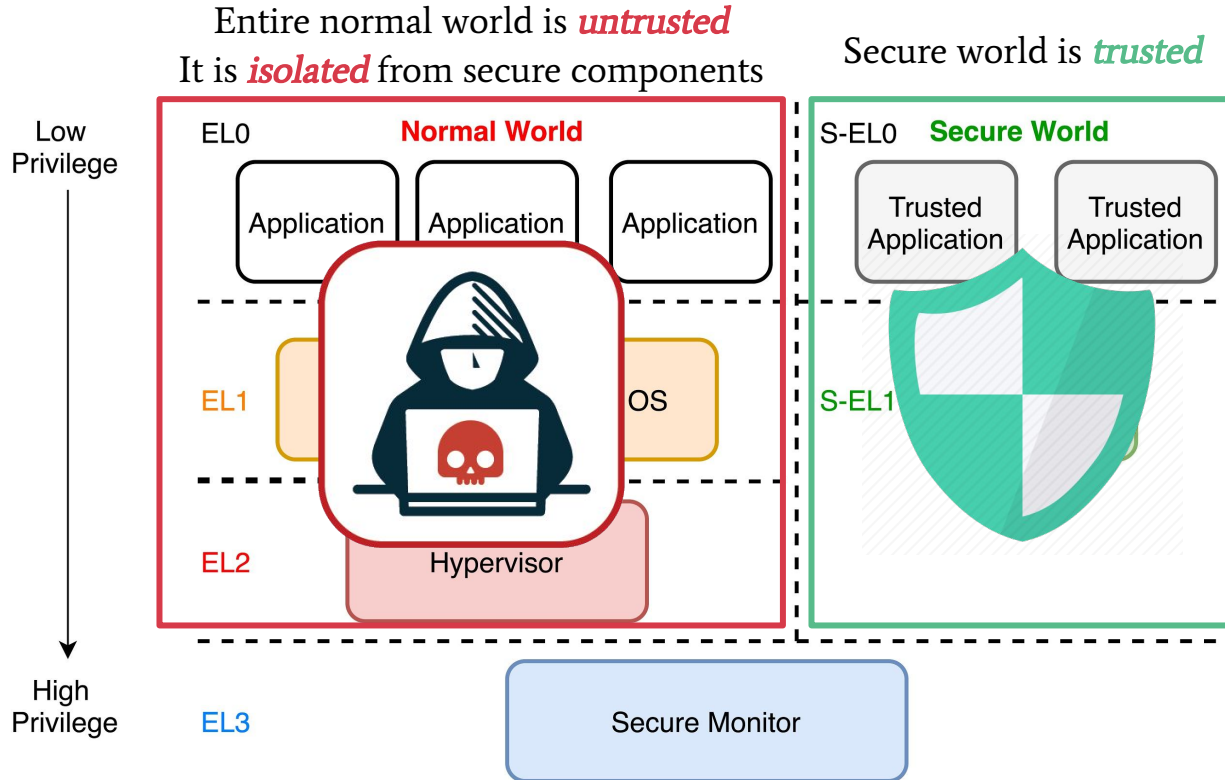 Entire normal world is untrusted
It is isolated from secure components
Secure world is trusted
Low
Privilege
EL0
Normal World
S-EL0
Secure World
Application
Application
Application
Trusted
Application
Trusted
Application
EL1
OS
S-EL1
EL2
Hypervisor
High
Privilege
EL3
Secure Monitor